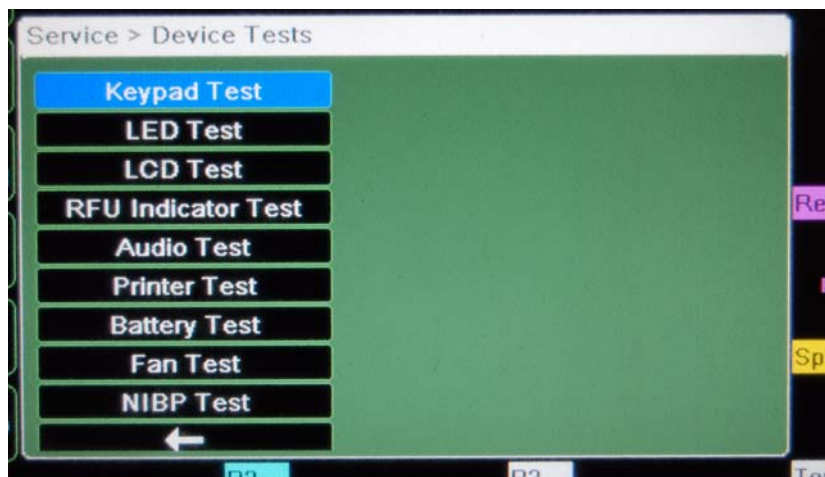 Service > Device Tests
Keypad Test
LED Test
LCD Test
RFU Indicator Test
Audio Test
Printer Test
Battery Test
Fan Test
NIBP Test
←